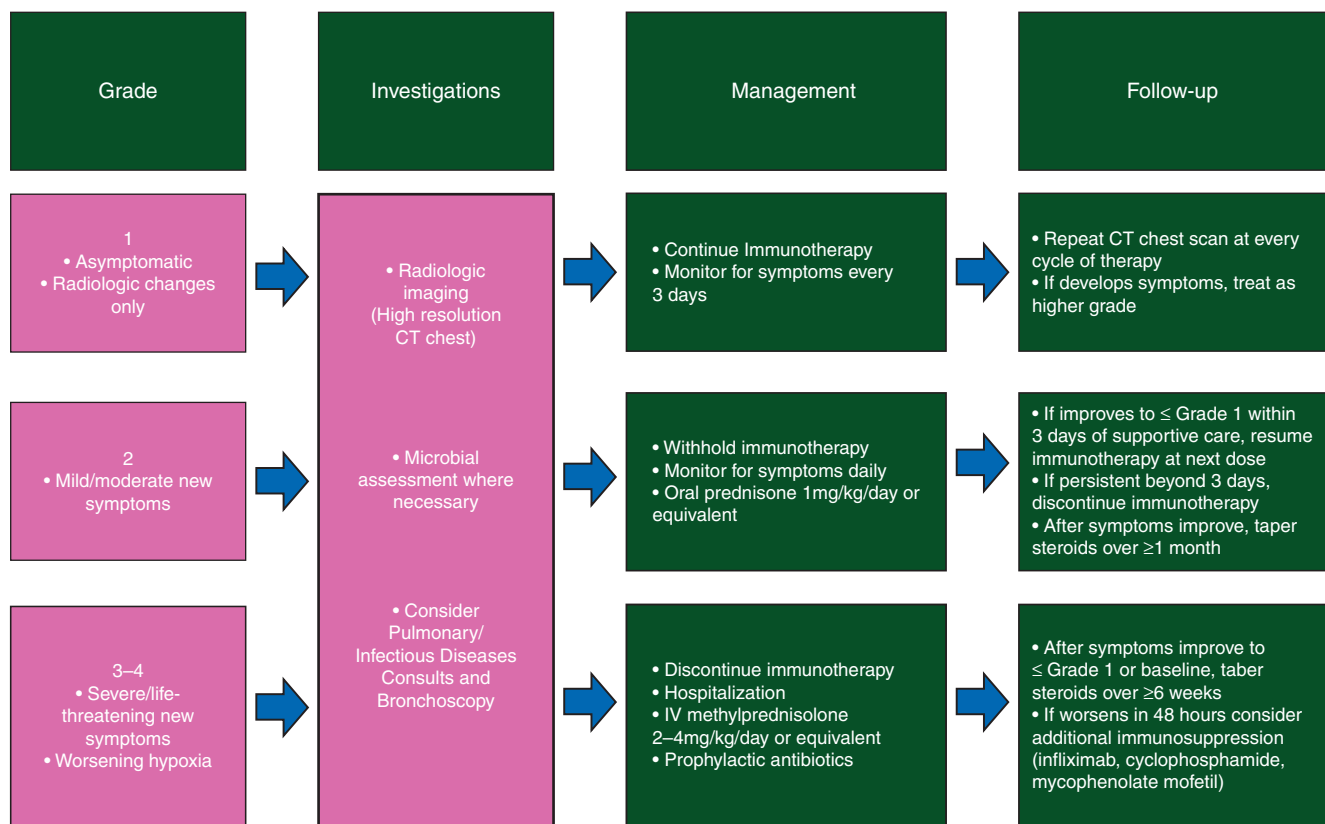 Grade
Investigations
Management
Follow-up
1
• Asymptomatic
• Radiologic changes
only
• Radiologic
imaging
(High resolution
CT chest)
• Microbial
assessment where
necessary
• Consider
Pulmonary/
Infectious Diseases
Consults and
Bronchoscopy
• Continue Immunotherapy
• Monitor for symptoms every
3 days
• Repeat CT chest scan at every
cycle of therapy
• If develops symptoms, treat as
higher grade
2
• Mild/moderate new
symptoms
• Withhold immunotherapy
• Monitor for symptoms daily
• Oral prednisone 1mg/kg/day or
equivalent
• If improves to ≤ Grade 1 within
3 days of supportive care, resume
immunotherapy at next dose
• If persistent beyond 3 days,
discontinue immunotherapy
• After symptoms improve, taper
steroids over ≥1 month
3–4
• Severe/life-
threatening new
symptoms
• Worsening hypoxia
• Discontinue immunotherapy
• Hospitalization
• IV methylprednisolone
2–4mg/kg/day or equivalent
• Prophylactic antibiotics
• After symptoms improve to
≤ Grade 1 or baseline, taber
steroids over ≥6 weeks
• If worsens in 48 hours consider
additional immunosuppression
(infliximab, cyclophosphamide,
mycophenolate mofetil)